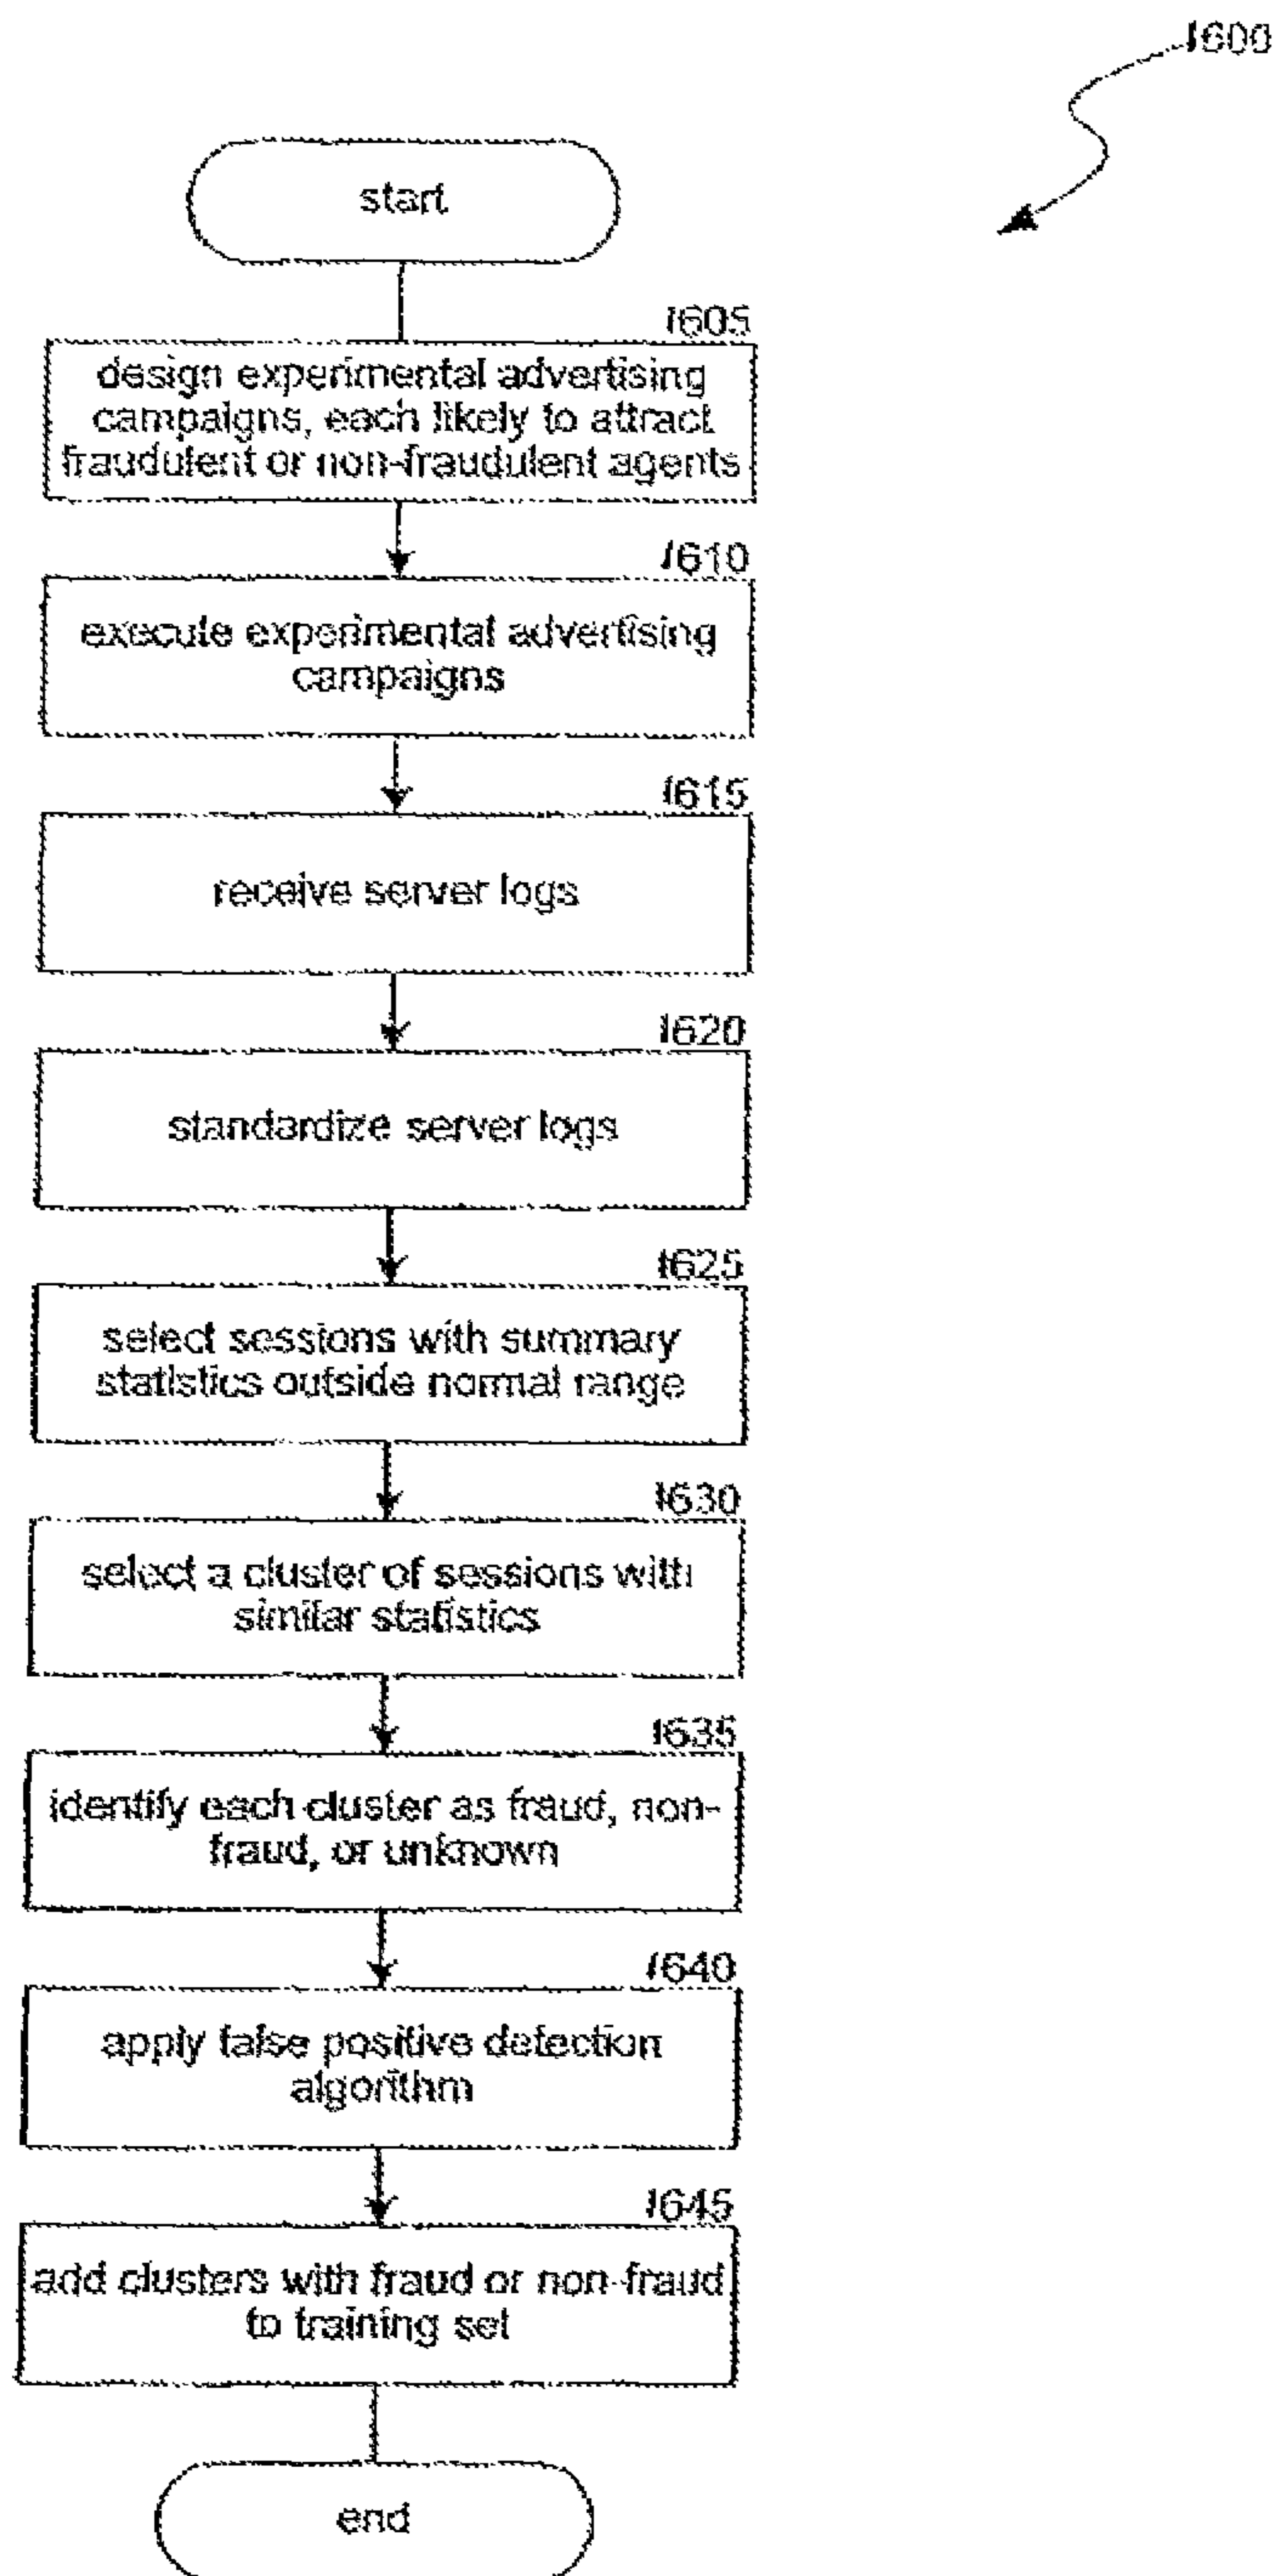 1600
start
1605
design experimental advertising
campaigns, each likely to attract
fraudulent or non-fraudulent agents
1610
execute experimental advertising
campaigns
1615
receive server logs
1620
standardize server logs
1625
select sessions with summary
statistics outside normal range
1630
select a cluster of sessions with
similar statistics
1635
identify each cluster as fraud, non-
fraud, or unknown
1640
apply false positive detection
algorithm
1645
add clusters with fraud or non-fraud
to training set
end